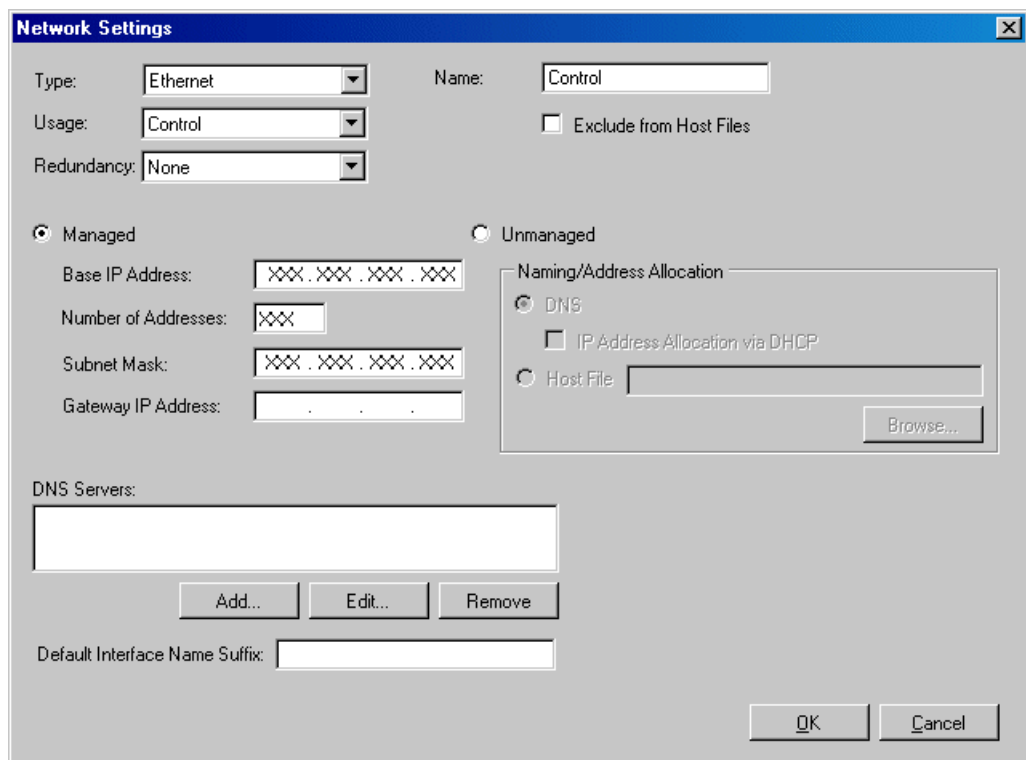 Network Settings
Type: Ethernet Name: Control
Usage: Control Exclude from Host Files
Redundancy: None
Managed Unmanaged
Base IP Address: XXX . XXX . XXX . XXX Naming/Address Allocation
DNS
Number of Addresses: XXX
IP Address Allocation via DHCP
Subnet Mask: XXX . XXX . XXX . XXX
Host File
Gateway IP Address: . . .
Browse...
DNS Servers:
Add... Edit... Remove
Default Interface Name Suffix:
OK Cancel